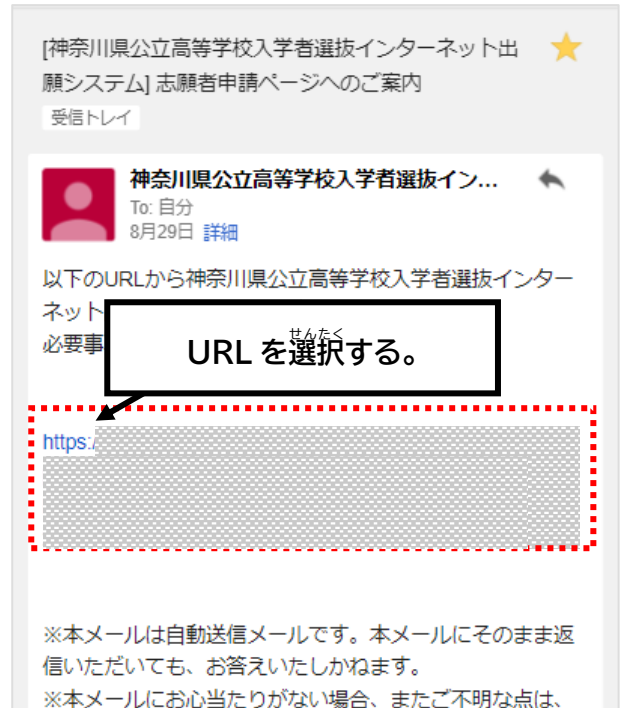 [神奈川県公立高等学校入学者選抜インターネット出
願システム] 志願者申請ページへのご案内
受信トレイ
神奈川県公立高等学校入学者選抜イン...
To: 自分
8月29日 詳細
以下のURLから神奈川県公立高等学校入学者選抜インター
ネット
必要事
せんたく
URL を選択する。
https:/
※本メールは自動送信メールです。本メールにそのまま返
信いただいても、お答えいたしかねます。
※本メールにお心当たりがない場合、またご不明な点は、